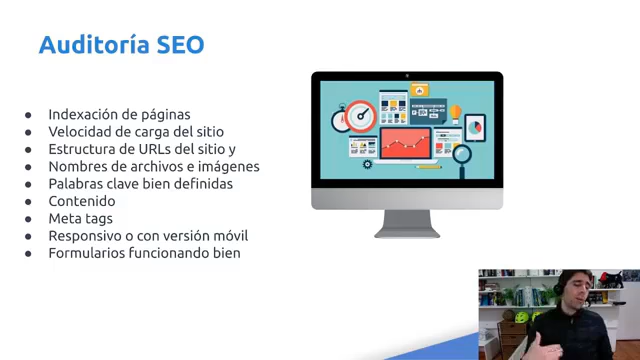 Auditoría SEO
Indexación de páginas
Velocidad de carga del sitio
Estructura de URLs del sitio y
Nombres de archivos e imágenes
Palabras clave bien definidas
Contenido
Meta tags
Responsivo o con versión móvil
Formularios funcionando bien